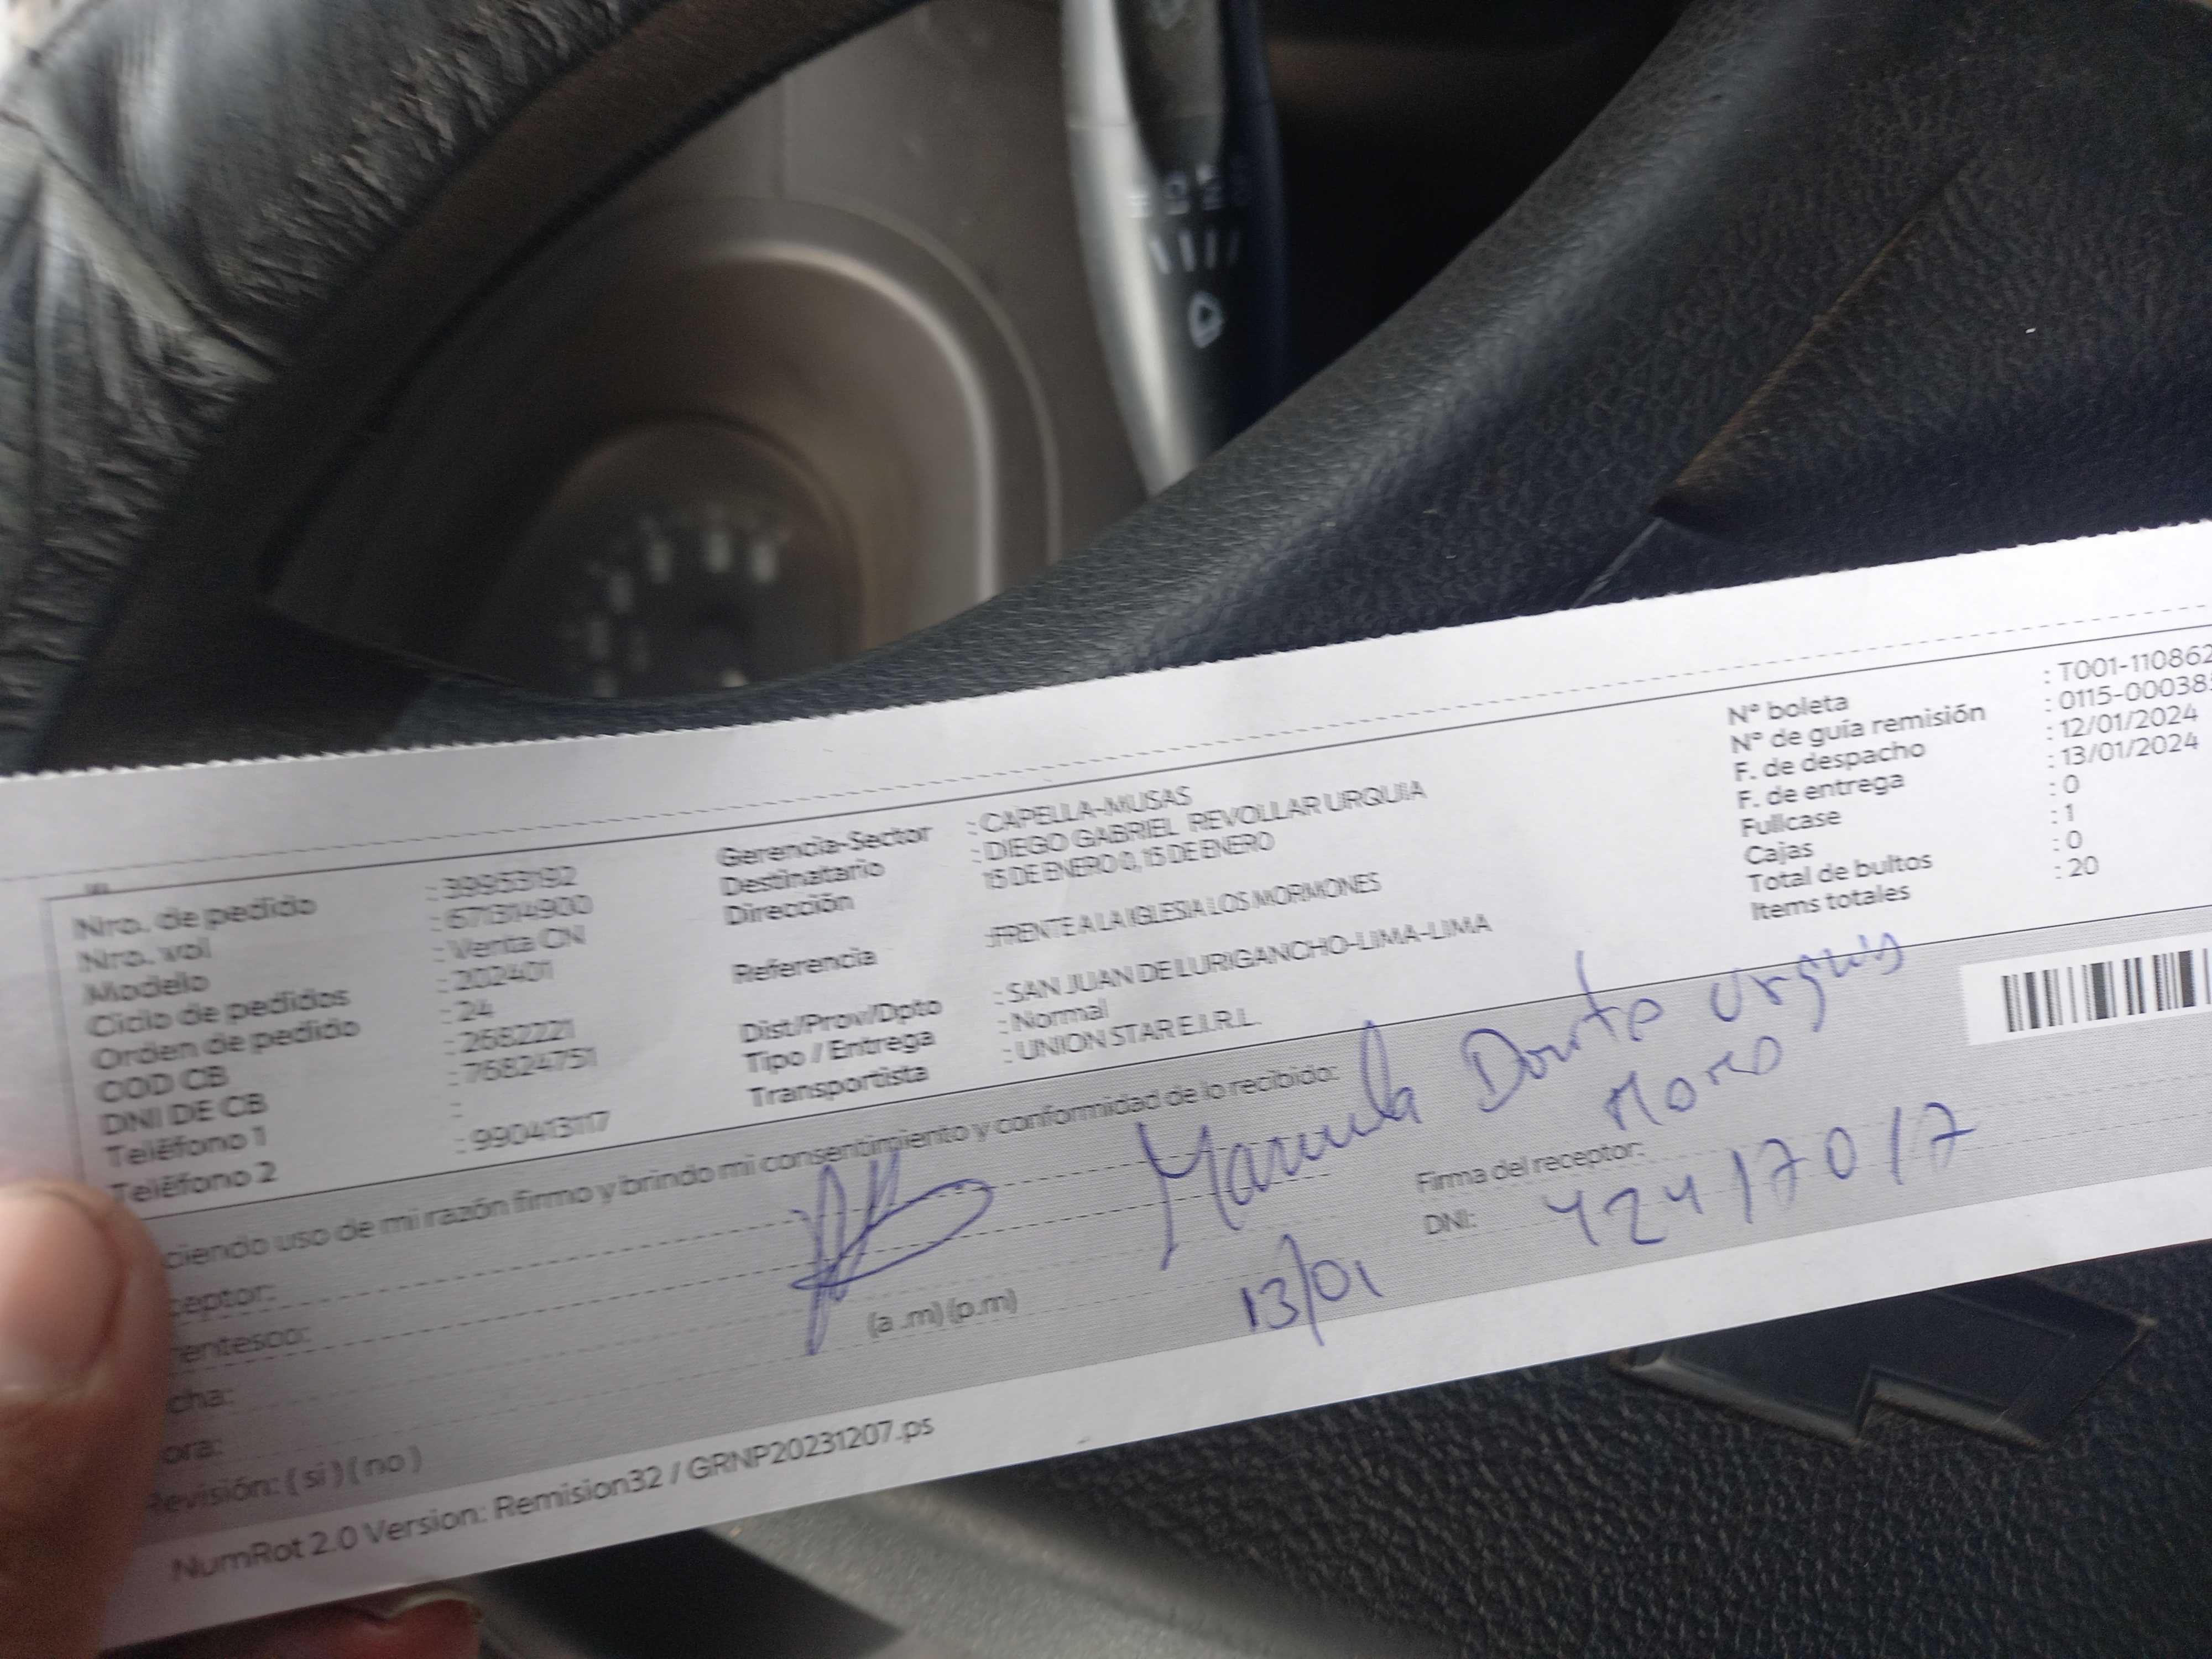 Nro. de pedido : 39953192
Nro. vol : 671314900
Modelo : Venta CN
Ciclo de pedidos : 202401
Orden de pedido : 24
COD CB : 2682221
DNI DE CB : 76824751
Teléfono 1 :
Teléfono 2 : 990413117
Gerencia-Sector : CAPELLA-MUSAS
Destinatario : DIEGO GABRIEL REVOLLAR URQUIA
Dirección 15 DE ENERO 0, 15 DE ENERO
Referencia :FRENTE A LA IGLESIA LOS MORMONES
Dist/Prov/Dpto : SAN JUAN DE LURIGANCHO-LIMA-LIMA
Tipo / Entrega : Normal
Transportista : UNION STAR E.I.R.L.
N° boleta : T001-110862
N° de guía remisión : 0115-00038
F. de despacho : 12/01/2024
F. de entrega : 13/01/2024
Fullcase : 0
Cajas : 1
Total de bultos : 0
Items totales : 20
ciendo uso de mi razón firmo y brindo mi consentimiento y conformidad de lo recibido:
ceptor: Manuela
entesco:
cha: 13/01
ora: (a .m) (p.m)
Revisión: ( si ) ( no )
Firma del receptor:
DNI: 42417017
NumRot 2.0 Version: Remision32 / GRNP20231207.ps